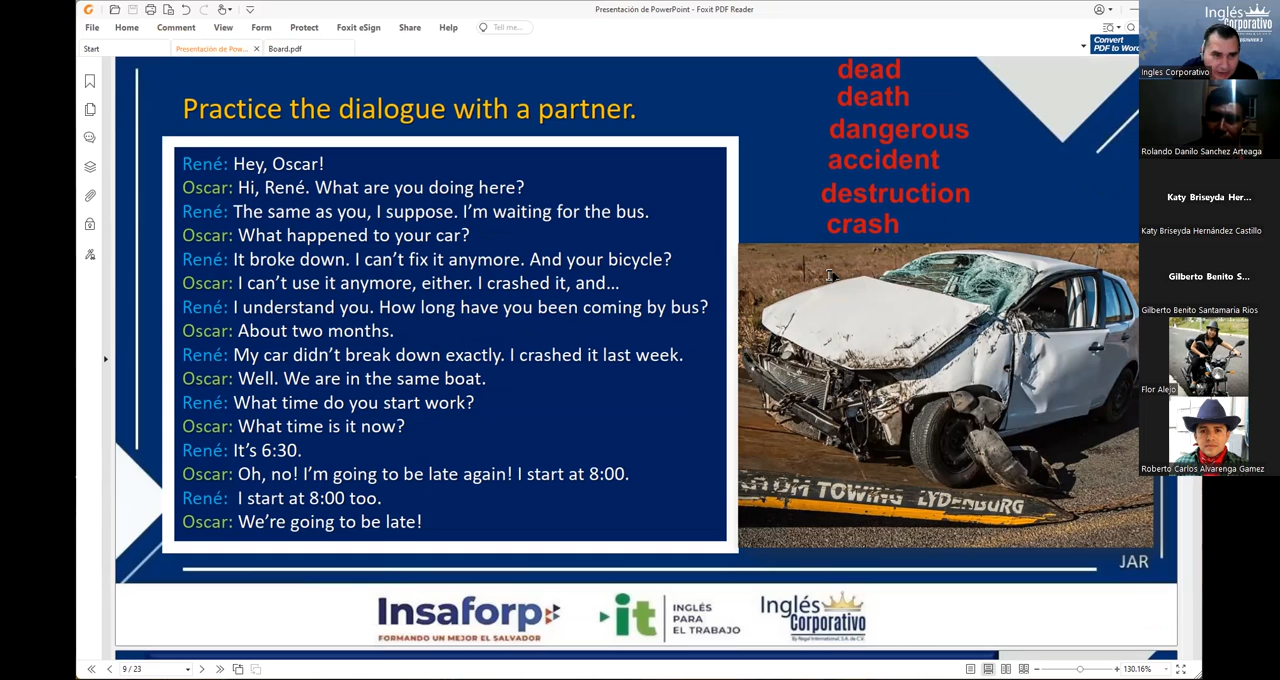 Presentación de PowerPoint - Foxit PDF Reader
File Home Comment View Form Protect Foxit eSign Share Help Tell me...
Start Presentación de Pow... Board.pdf
Convert
PDF to Word
Practice the dialogue with a partner.
dead
death
dangerous
accident
destruction
crash
René: Hey, Oscar!
Oscar: Hi, René. What are you doing here?
René: The same as you, I suppose. I’m waiting for the bus.
Oscar: What happened to your car?
René: It broke down. I can’t fix it anymore. And your bicycle?
Oscar: I can’t use it anymore, either. I crashed it, and…
René: I understand you. How long have you been coming by bus?
Oscar: About two months.
René: My car didn’t break down exactly. I crashed it last week.
Oscar: Well. We are in the same boat.
René: What time do you start work?
Oscar: What time is it now?
René: It’s 6:30.
Oscar: Oh, no! I’m going to be late again! I start at 8:00.
René: I start at 8:00 too.
Oscar: We’re going to be late!
TOWING LYDENBURG
JAR
Insaforp
FORMANDO UN MEJOR EL SALVADOR
it
INGLÉS
PARA
EL TRABAJO
Inglés
Corporativo
9 / 23
130.16%
Inglés
Corporativo
Ingles Corporativo
Rolando Danilo Sanchez Arteaga
Katy Briseyda Her...
Katy Briseyda Hernández Castillo
Gilberto Benito S...
Gilberto Benito Santamaria Rios
Flor Alejo
Roberto Carlos Alvarenga Gamez